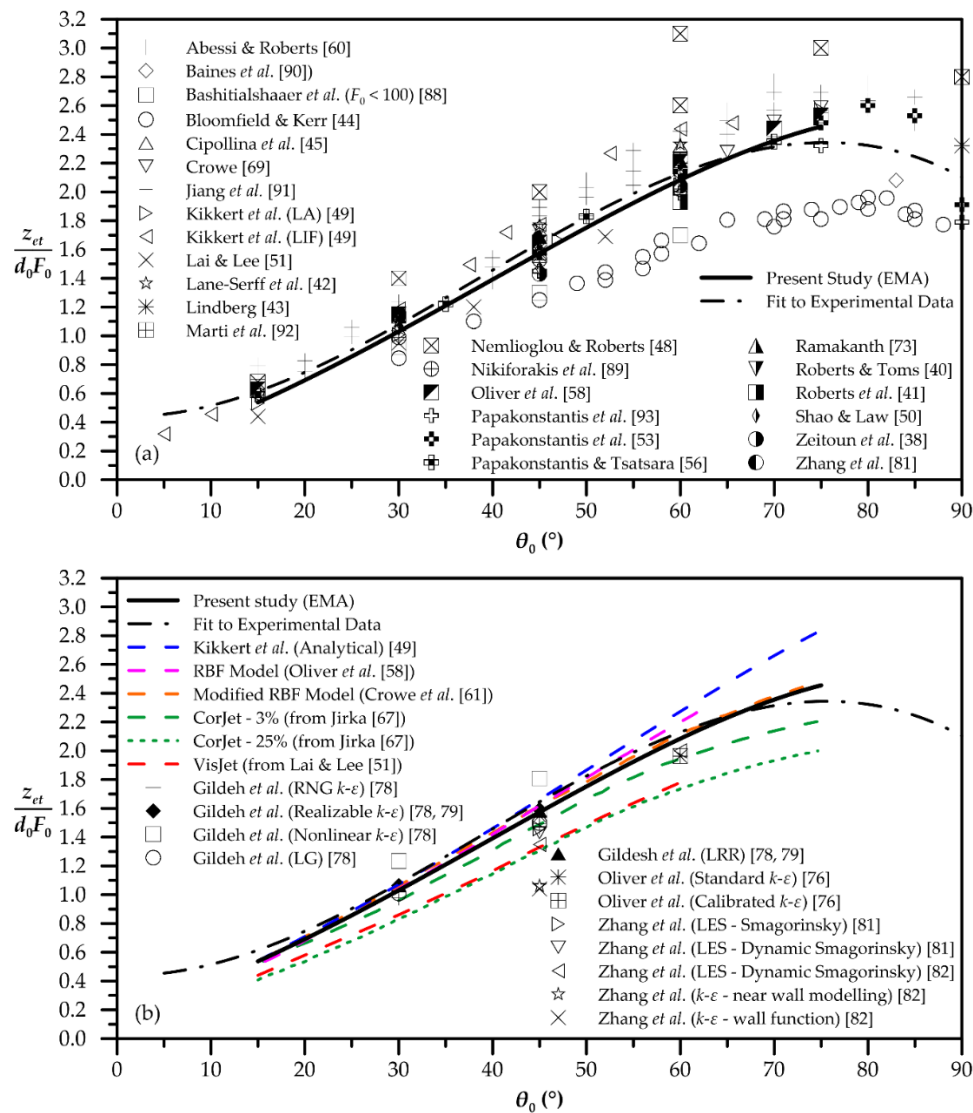 3.2
3.0
2.8
2.6
2.4
2.2
2.0
1.8
1.6
1.4
1.2
1.0
0.8
0.6
0.4
0.2
0.0
z_et
d₀F₀
Abessi & Roberts [60]
Baines et al. [90])
Bashitialshaaer et al. (F₀ < 100) [88]
Bloomfield & Kerr [44]
Cipollina et al. [45]
Crowe [69]
Jiang et al. [91]
Kikkert et al. (LA) [49]
Kikkert et al. (LIF) [49]
Lai & Lee [51]
Lane-Serff et al. [42]
Lindberg [43]
Marti et al. [92]
Present Study (EMA)
Fit to Experimental Data
Nemlioglou & Roberts [48]
Nikiforakis et al. [89]
Oliver et al. [58]
Papakonstantis et al. [93]
Papakonstantis et al. [53]
Papakonstantis & Tsatsara [56]
Ramakanth [73]
Roberts & Toms [40]
Roberts et al. [41]
Shao & Law [50]
Zeitoun et al. [38]
Zhang et al. [81]
(a)
0 10 20 30 40 50 60 70 80 90
θ₀ (°)
3.2
3.0
2.8
2.6
2.4
2.2
2.0
1.8
1.6
1.4
1.2
1.0
0.8
0.6
0.4
0.2
0.0
z_et
d₀F₀
Present study (EMA)
Fit to Experimental Data
Kikkert et al. (Analytical) [49]
RBF Model (Oliver et al. [58])
Modified RBF Model (Crowe et al. [61])
CorJet - 3% (from Jirka [67])
CorJet - 25% (from Jirka [67])
VisJet (from Lai & Lee [51])
Gildeh et al. (RNG k-ε) [78]
Gildeh et al. (Realizable k-ε) [78, 79]
Gildeh et al. (Nonlinear k-ε) [78]
Gildeh et al. (LG) [78]
Gildesh et al. (LRR) [78, 79]
Oliver et al. (Standard k-ε) [76]
Oliver et al. (Calibrated k-ε) [76]
Zhang et al. (LES - Smagorinsky) [81]
Zhang et al. (LES - Dynamic Smagorinsky) [81]
Zhang et al. (LES - Dynamic Smagorinsky) [82]
Zhang et al. (k-ε - near wall modelling) [82]
Zhang et al. (k-ε - wall function) [82]
(b)
0 10 20 30 40 50 60 70 80 90
θ₀ (°)